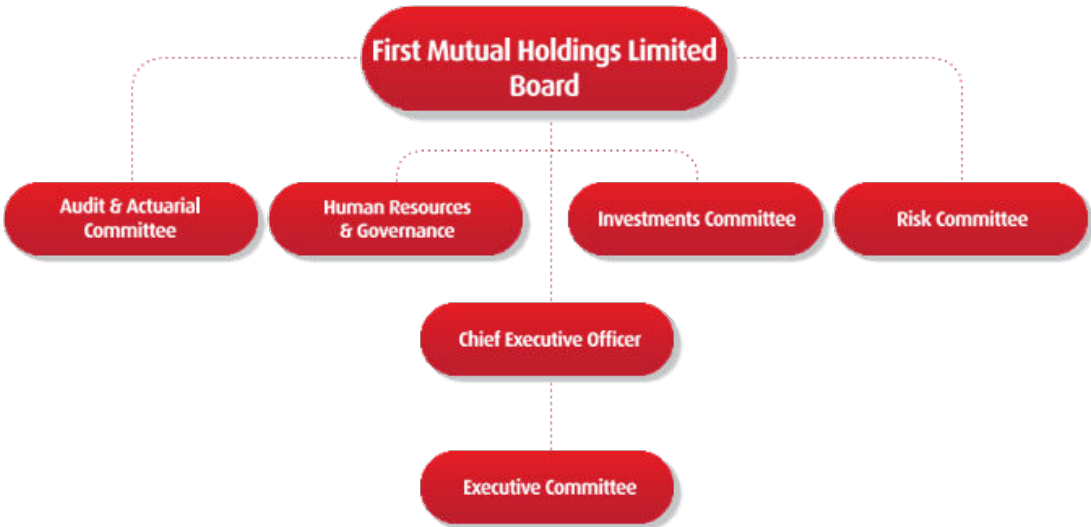 First Mutual Holdings Limited
Board
Audit & Actuarial
Committee
Human Resources
& Governance
Investments Committee
Risk Committee
Chief Executive Officer
Executive Committee